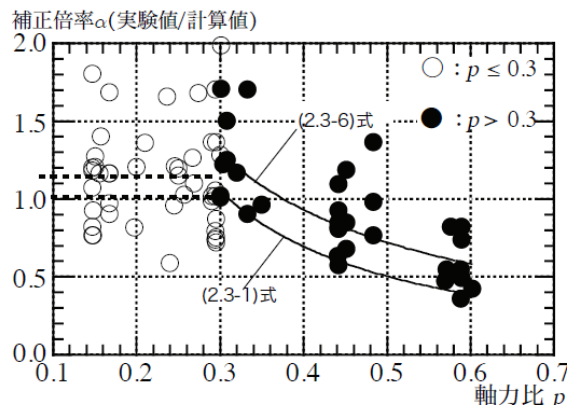 補正倍率α(実験値/計算値)
2.0
○ : p ≤ 0.3
● : p > 0.3
(2.3-6)式
1.5
1.0
0.5
(2.3-1)式
0.0
0.1 0.2 0.3 0.4 0.5 0.6 0.7
軸力比 p